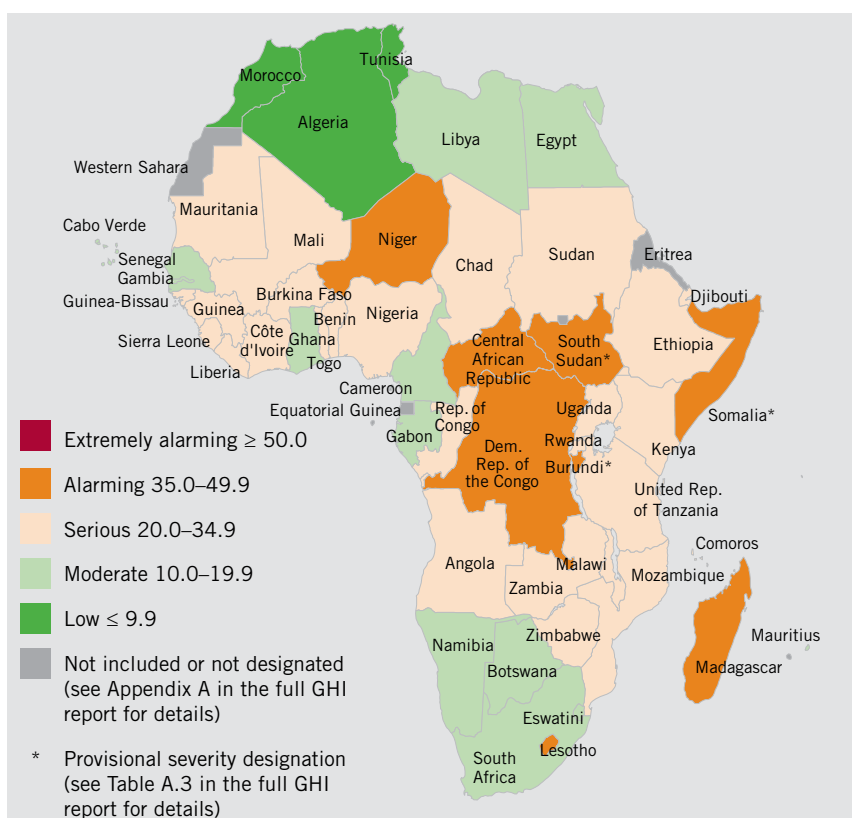 Tunisia
Morocco
Algeria
Libya
Egypt
Western Sahara
Mauritania
Cabo Verde
Mali
Niger
Chad
Sudan
Eritrea
Senegal
Gambia
Guinea-Bissau
Guinea
Burkina Faso
Benin
Nigeria
Djibouti
Sierra Leone
Côte
d'Ivoire
Ghana
Togo
Liberia
Central
African
Republic
South
Sudan*
Ethiopia
Cameroon
Equatorial Guinea
Gabon
Rep. of
Congo
Uganda
Somalia*
Rwanda
Kenya
Dem.
Rep. of
the Congo
Burundi*
United Rep.
of Tanzania
Angola
Malawi
Comoros
Zambia
Mozambique
Zimbabwe
Mauritius
Namibia
Botswana
Madagascar
Eswatini
Lesotho
South
Africa
Extremely alarming ≥ 50.0
Alarming 35.0–49.9
Serious 20.0–34.9
Moderate 10.0–19.9
Low ≤ 9.9
Not included or not designated
(see Appendix A in the full GHI
report for details)
* Provisional severity designation
(see Table A.3 in the full GHI
report for details)